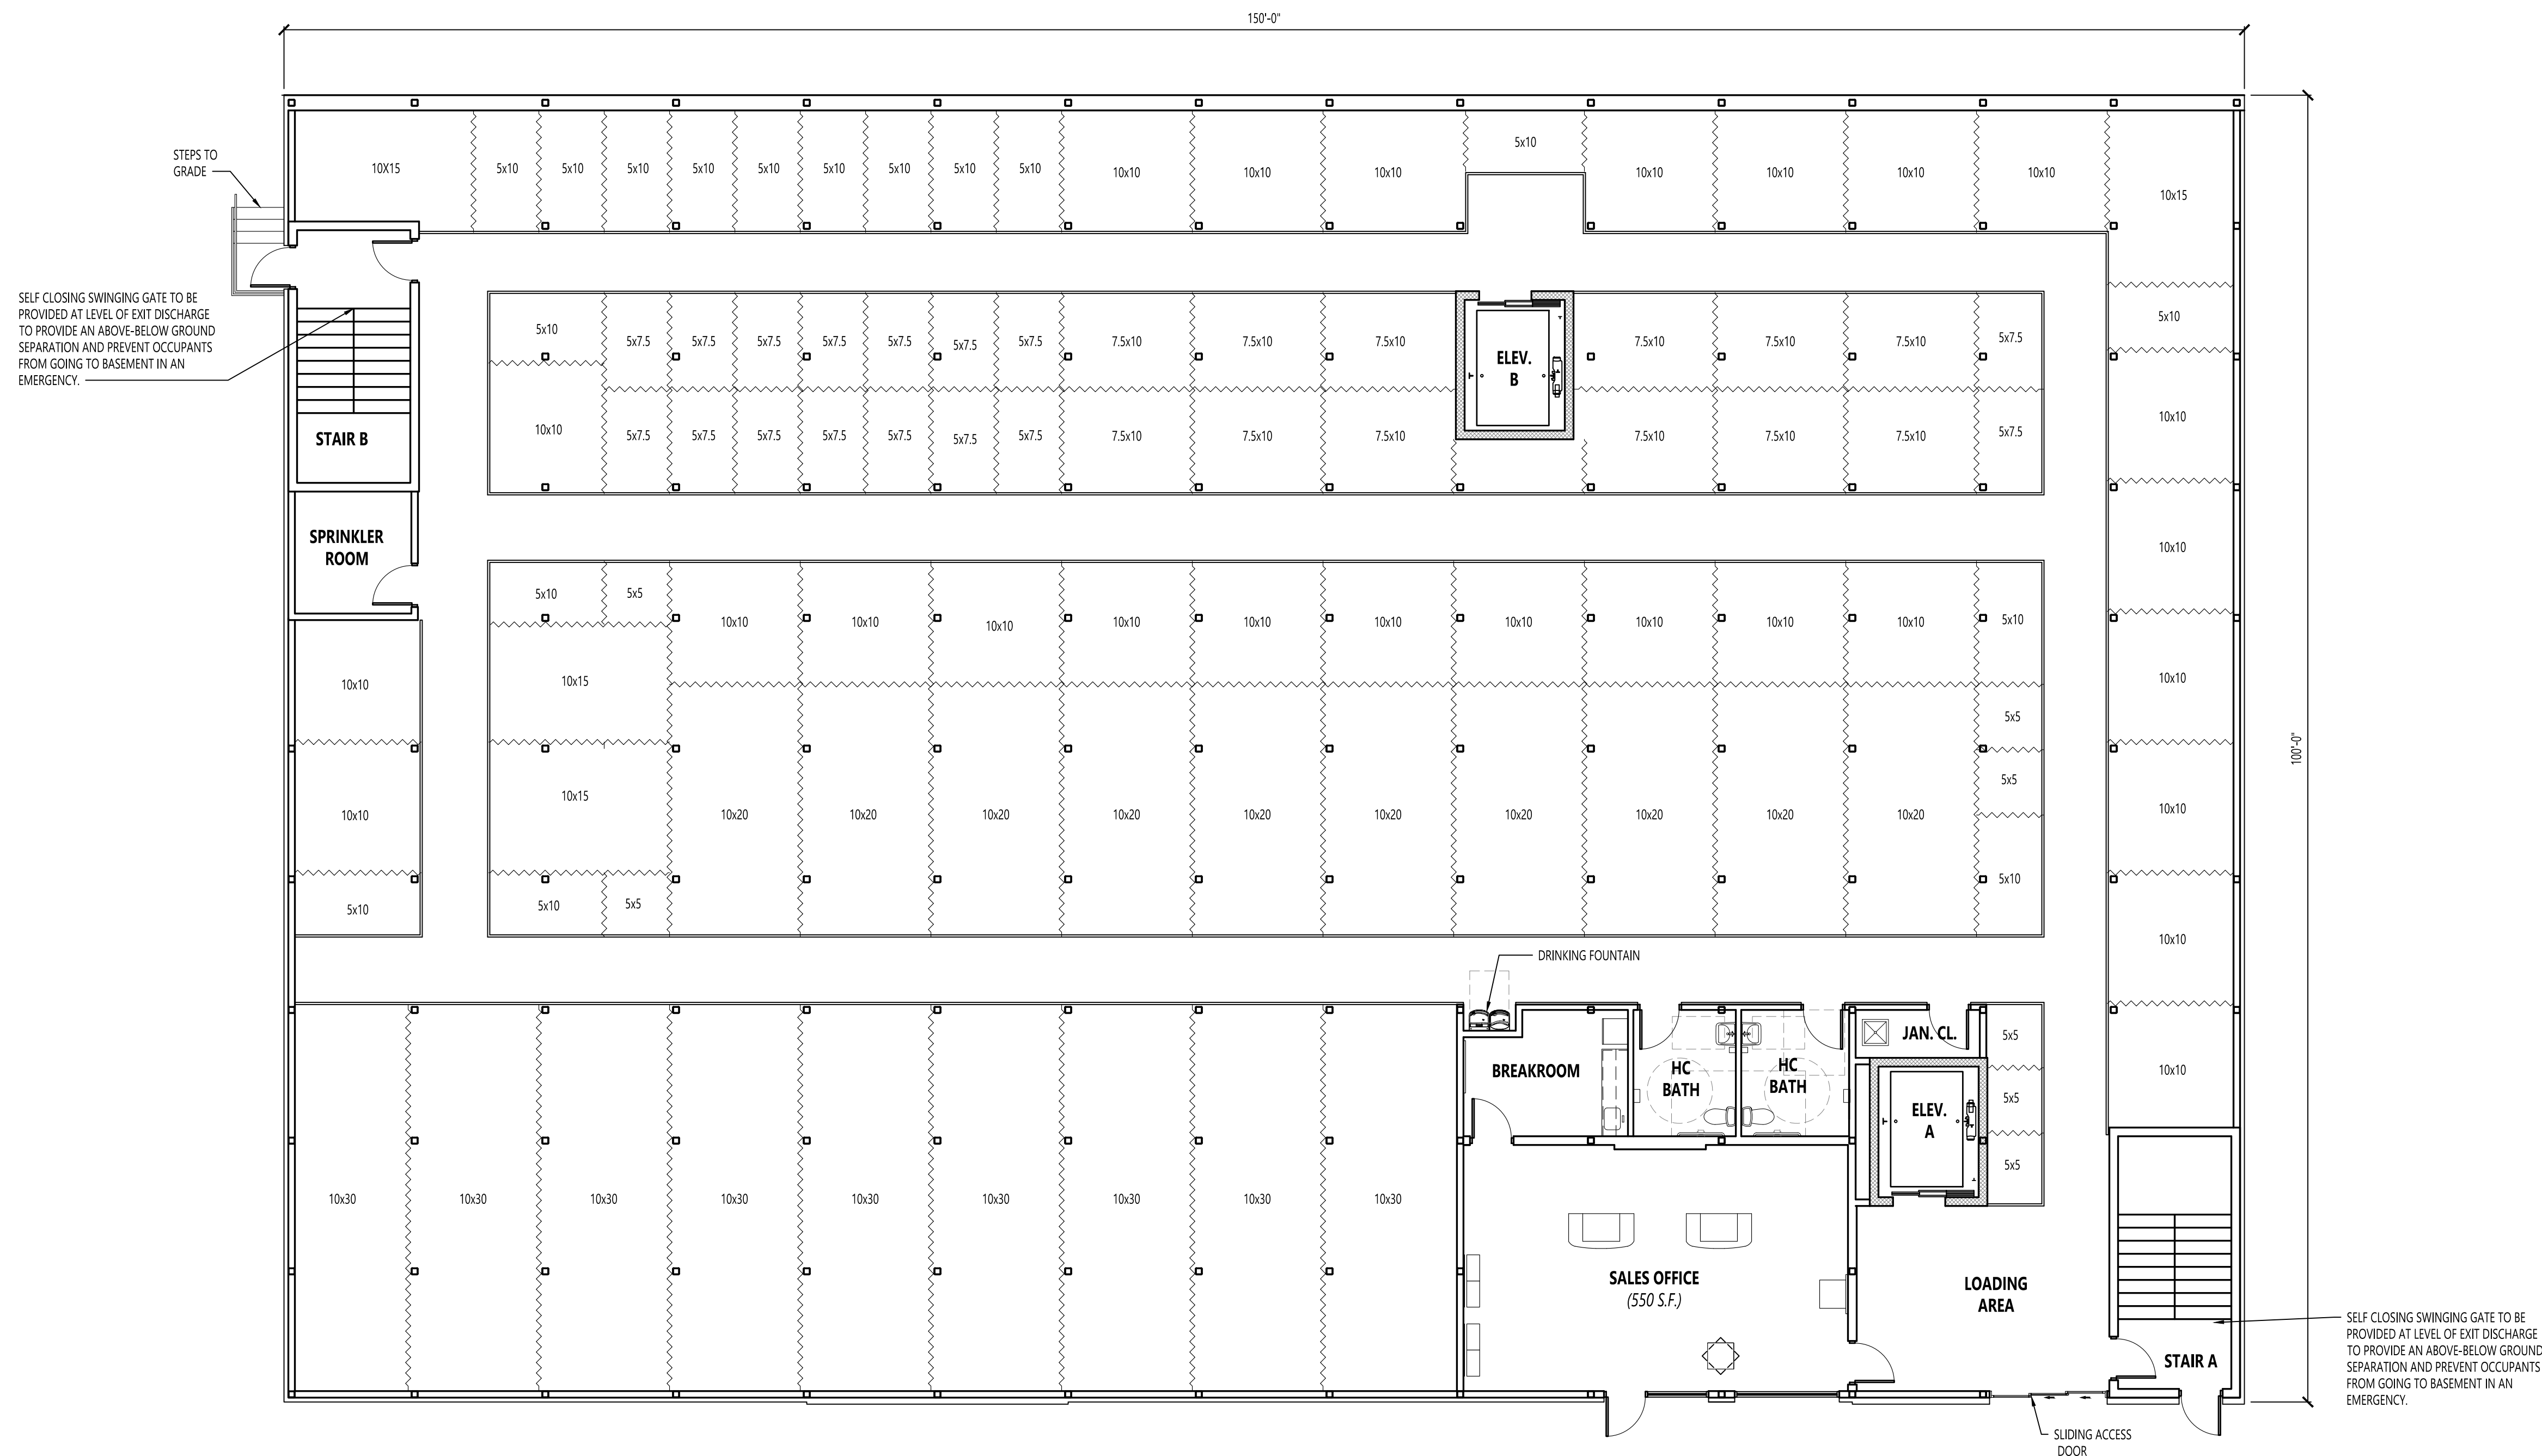 150'-0"
STEPS TO
GRADE
10X15
5x10
5x10
5x10
5x10
5x10
5x10
5x10
5x10
5x10
10x10
10x10
10x10
5x10
10x10
10x10
10x10
10x10
10x15
SELF CLOSING SWINGING GATE TO BE
PROVIDED AT LEVEL OF EXIT DISCHARGE
TO PROVIDE AN ABOVE-BELOW GROUND
SEPARATION AND PREVENT OCCUPANTS
FROM GOING TO BASEMENT IN AN
EMERGENCY.
STAIR B
SPRINKLER
ROOM
5x10
5x7.5
5x7.5
5x7.5
5x7.5
5x7.5
5x7.5
5x7.5
7.5x10
7.5x10
7.5x10
ELEV.
B
7.5x10
7.5x10
7.5x10
5x7.5
10x10
5x7.5
5x7.5
5x7.5
5x7.5
5x7.5
5x7.5
5x7.5
7.5x10
7.5x10
7.5x10
7.5x10
7.5x10
7.5x10
5x7.5
5x10
10x10
10x10
10x10
10x10
10x10
10x10
100'-0"
5x10
5x5
10x10
10x10
10x10
10x10
10x10
10x10
10x10
10x10
10x10
10x10
5x10
10x15
5x5
5x5
10x15
10x20
10x20
10x20
10x20
10x20
10x20
10x20
10x20
10x20
10x20
5x10
5x10
5x5
10x10
10x10
5x10
DRINKING FOUNTAIN
10x30
10x30
10x30
10x30
10x30
10x30
10x30
10x30
10x30
BREAKROOM
HC
BATH
HC
BATH
JAN. CL.
ELEV.
A
5x5
5x5
5x5
SALES OFFICE
(550 S.F.)
LOADING
AREA
STAIR A
SELF CLOSING SWINGING GATE TO BE
PROVIDED AT LEVEL OF EXIT DISCHARGE
TO PROVIDE AN ABOVE-BELOW GROUND
SEPARATION AND PREVENT OCCUPANTS
FROM GOING TO BASEMENT IN AN
EMERGENCY.
SLIDING ACCESS
DOOR